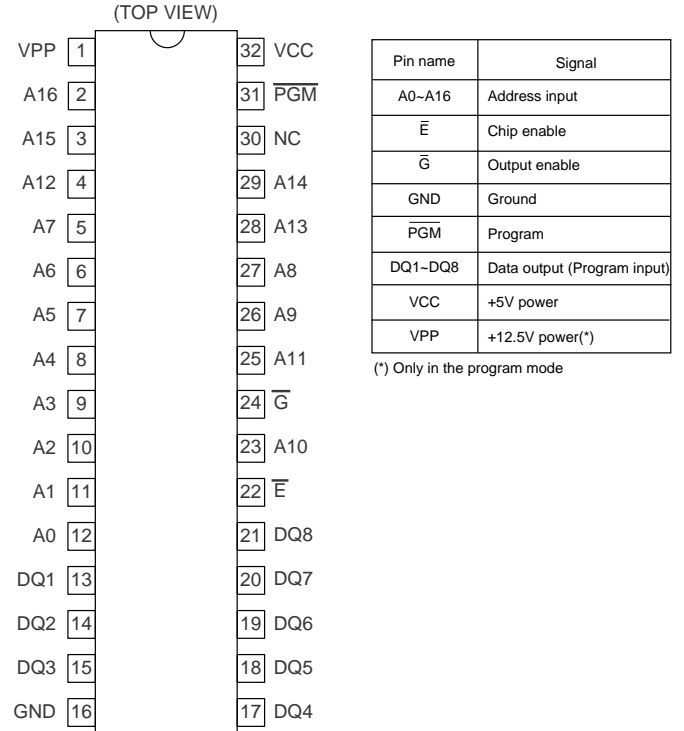 (TOP VIEW)
VPP 1 32 VCC
A16 2 31 P̅G̅M̅
A15 3 30 NC
A12 4 29 A14
A7 5 28 A13
A6 6 27 A8
A5 7 26 A9
A4 8 25 A11
A3 9 24 G̅
A2 10 23 A10
A1 11 22 E̅
A0 12 21 DQ8
DQ1 13 20 DQ7
DQ2 14 19 DQ6
DQ3 15 18 DQ5
GND 16 17 DQ4
Pin name Signal
A0~A16 Address input
E̅ Chip enable
G̅ Output enable
GND Ground
P̅G̅M̅ Program
DQ1~DQ8 Data output (Program input)
VCC +5V power
VPP +12.5V power(*)
(*) Only in the program mode